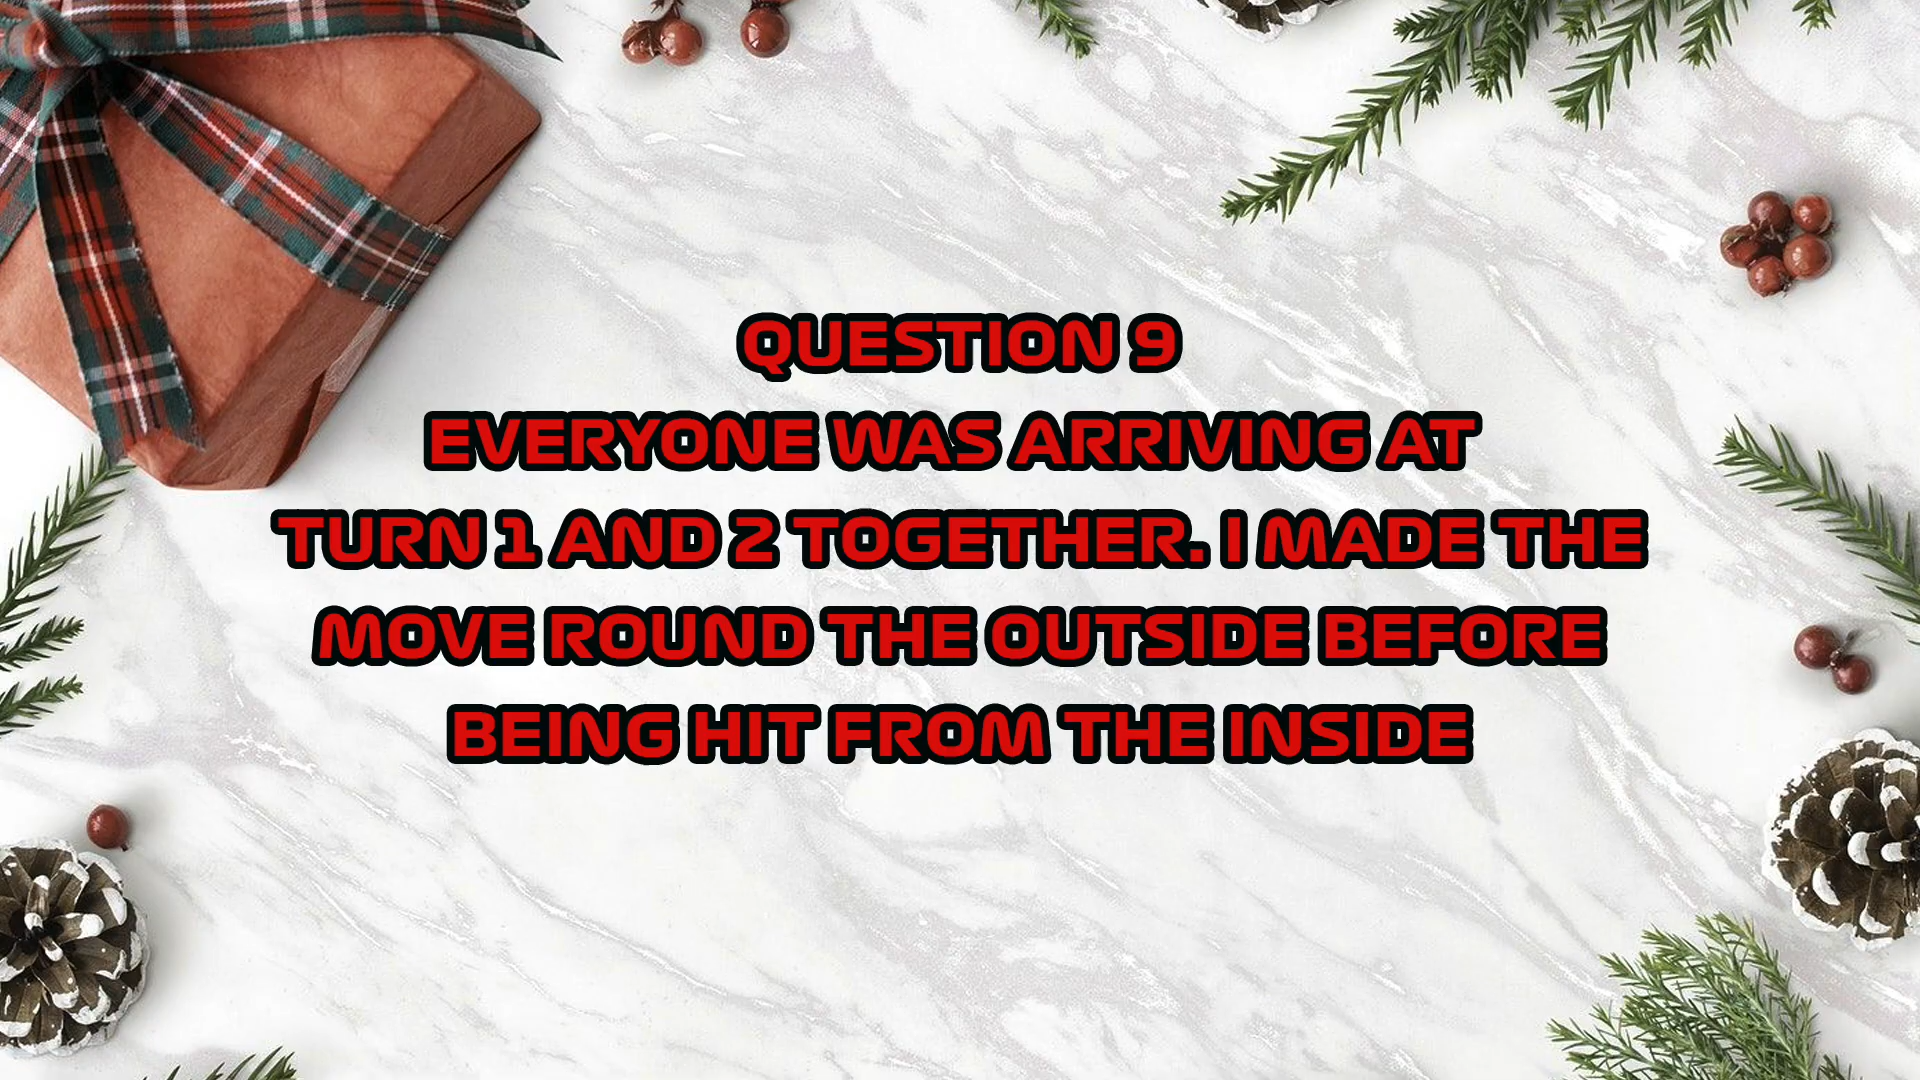 QUESTION 9
EVERYONE WAS ARRIVING AT
TURN 1 AND 2 TOGETHER. I MADE THE
MOVE ROUND THE OUTSIDE BEFORE
BEING HIT FROM THE INSIDE